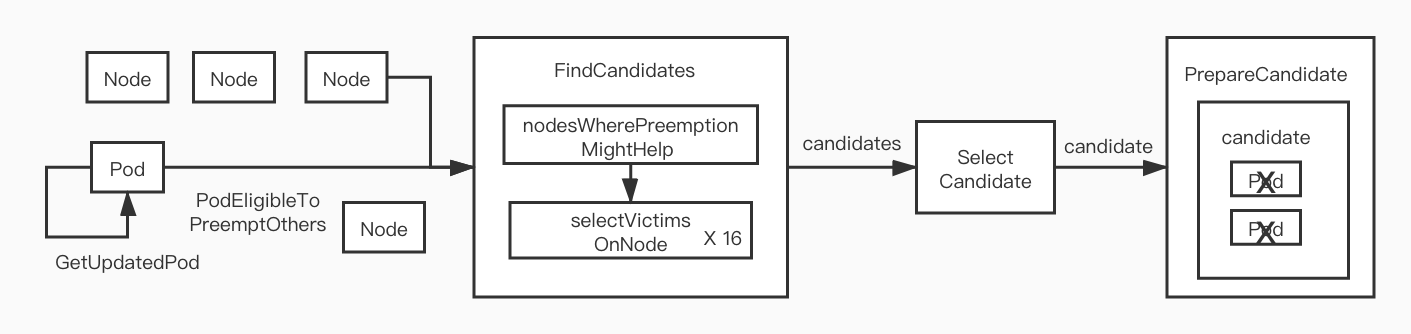 Node
Node
Node
Pod
PodEligibleTo
PreemptOthers
Node
GetUpdatedPod
FindCandidates
nodesWherePreemption
MightHelp
selectVictims
OnNode
X 16
candidates
Select
Candidate
candidate
PrepareCandidate
candidate
Pod
X
Pod
X